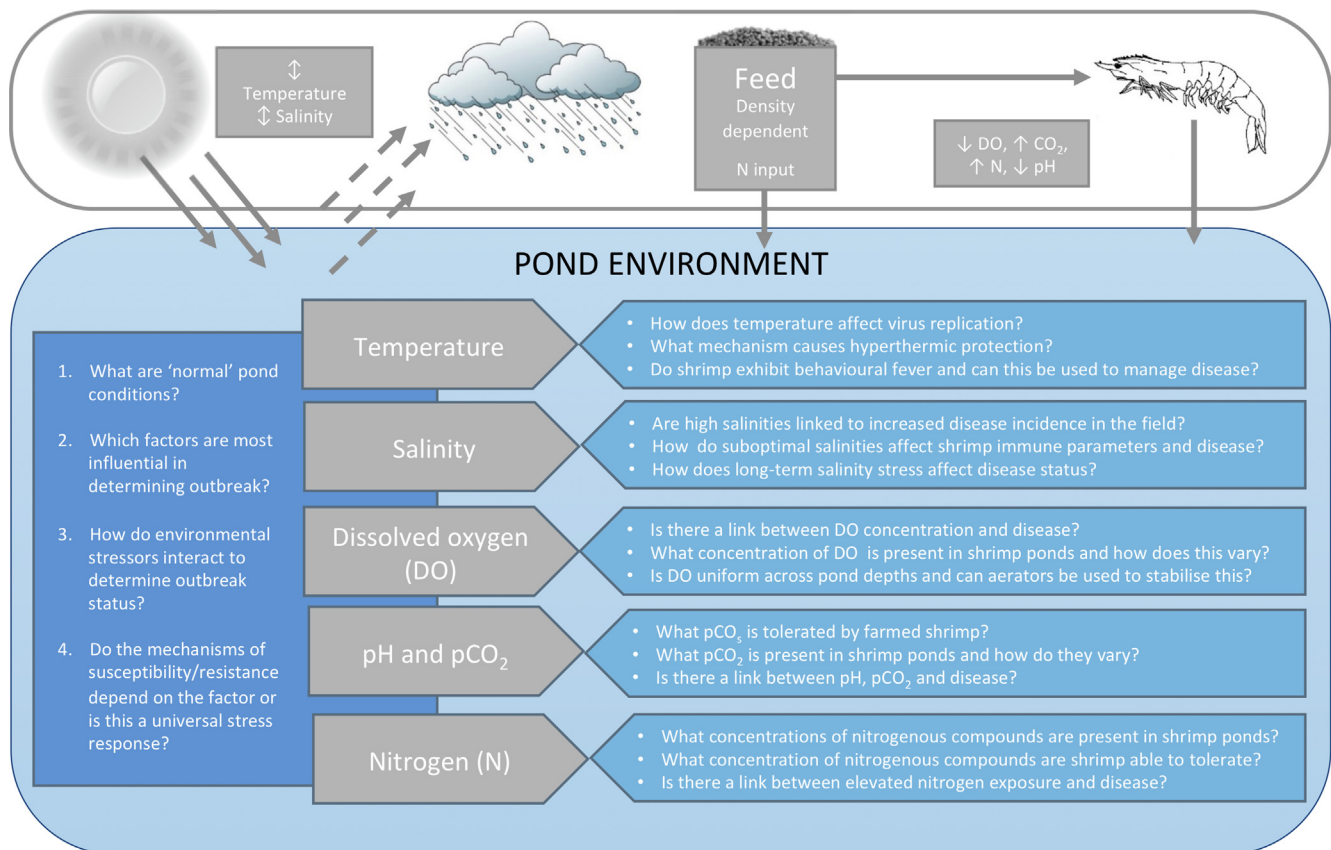 ↕
Temperature
↕ Salinity
Feed
Density
dependent
N input
↓ DO, ↑ CO₂,
↑ N, ↓ pH
POND ENVIRONMENT
1. What are ‘normal’ pond
conditions?
2. Which factors are most
influential in
determining outbreak?
3. How do environmental
stressors interact to
determine outbreak
status?
4. Do the mechanisms of
susceptibility/resistance
depend on the factor or
is this a universal stress
response?
Temperature
• How does temperature affect virus replication?
• What mechanism causes hyperthermic protection?
• Do shrimp exhibit behavioural fever and can this be used to manage disease?
Salinity
• Are high salinities linked to increased disease incidence in the field?
• How do suboptimal salinities affect shrimp immune parameters and disease?
• How does long-term salinity stress affect disease status?
Dissolved oxygen
(DO)
• Is there a link between DO concentration and disease?
• What concentration of DO is present in shrimp ponds and how does this vary?
• Is DO uniform across pond depths and can aerators be used to stabilise this?
pH and pCO₂
• What pCOₛ is tolerated by farmed shrimp?
• What pCO₂ is present in shrimp ponds and how do they vary?
• Is there a link between pH, pCO₂ and disease?
Nitrogen (N)
• What concentrations of nitrogenous compounds are present in shrimp ponds?
• What concentration of nitrogenous compounds are shrimp able to tolerate?
• Is there a link between elevated nitrogen exposure and disease?